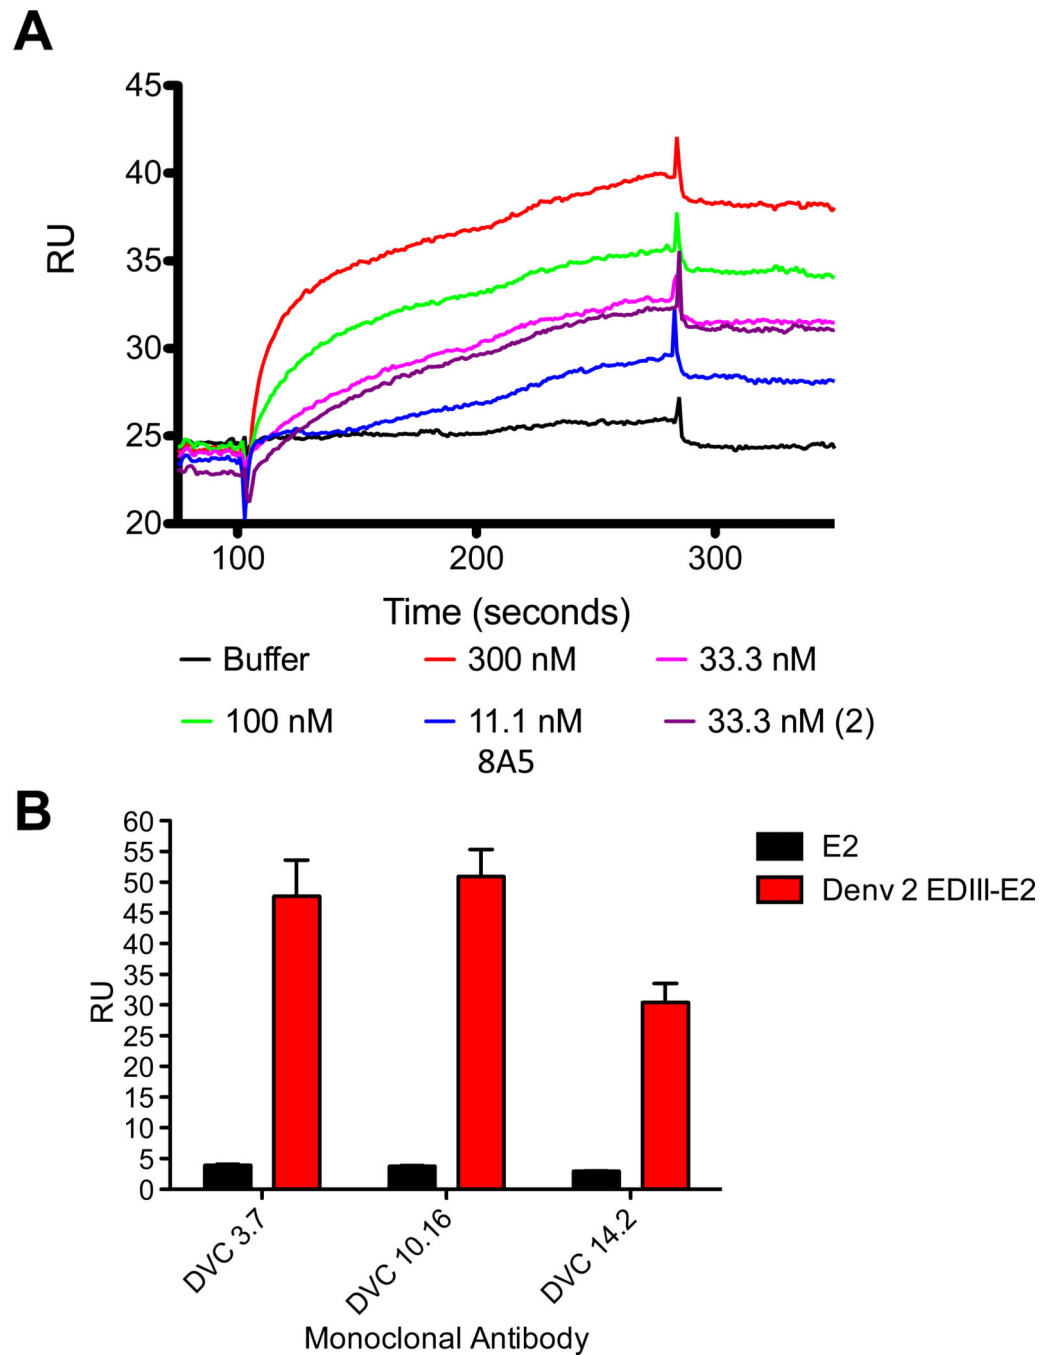 A
45
40
35
30
25
20
RU
100 200 300
Time (seconds)
Buffer 300 nM 33.3 nM
100 nM 11.1 nM 33.3 nM (2)
8A5
B
60
55
50
45
40
35
30
25
20
15
10
5
0
RU
E2
Denv 2 EDIII-E2
DVC 3.7
DVC 10.16
DVC 14.2
Monoclonal Antibody